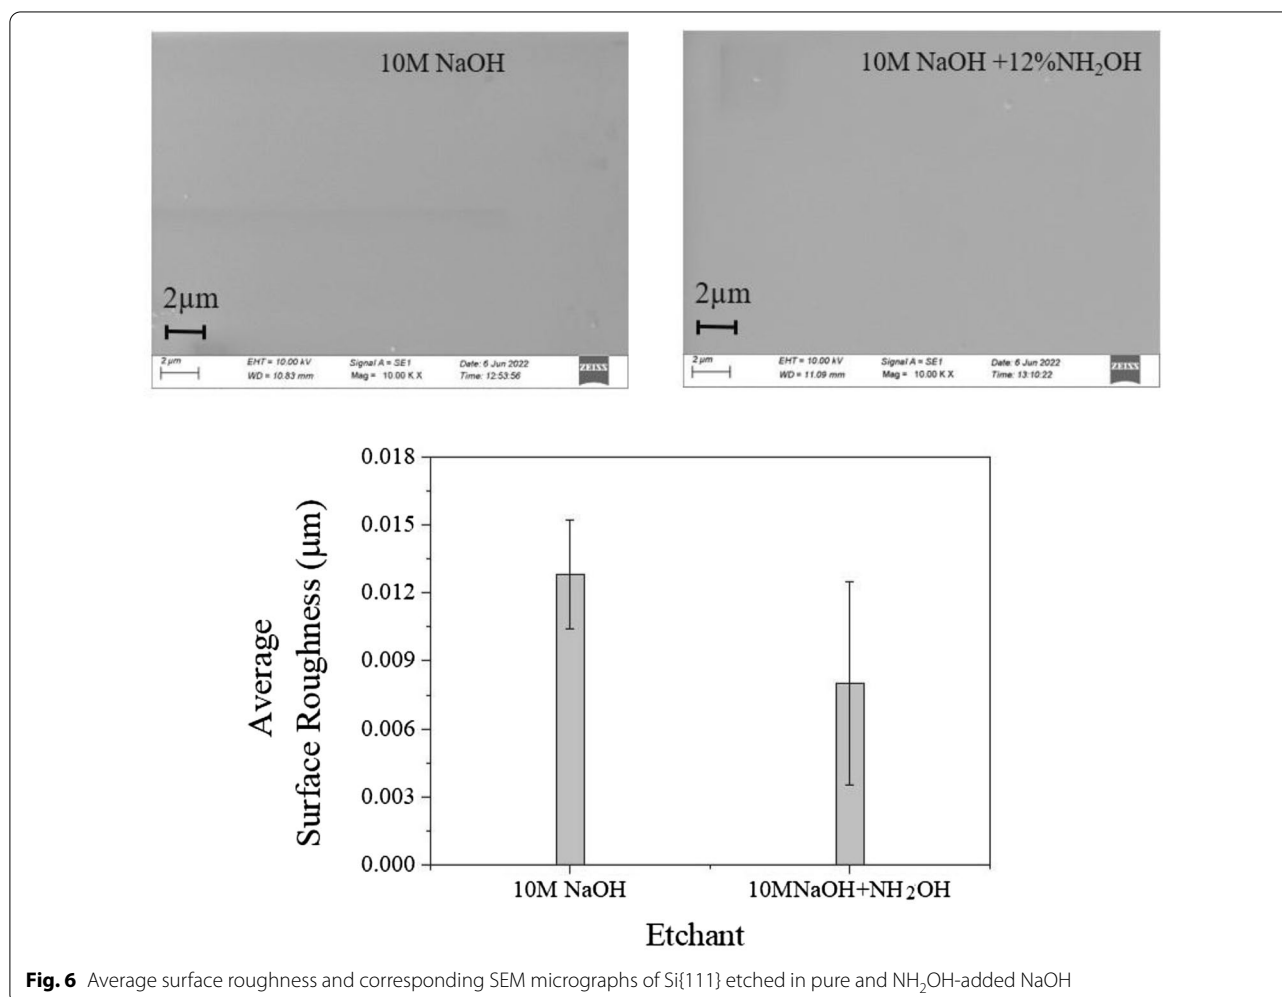 10M NaOH
2µm
2 µm
EHT = 10.00 kV Signal A = SE1 Date: 6 Jun 2022
WD = 10.83 mm Mag = 10.00 K X Time: 12:53:56
ZEISS
10M NaOH +12%NH₂OH
2µm
2 µm
EHT = 10.00 kV Signal A = SE1 Date: 6 Jun 2022
WD = 11.09 mm Mag = 10.00 K X Time: 13:10:22
ZEISS
Average
Surface Roughness (µm)
0.018
0.015
0.012
0.009
0.006
0.003
0.000
10M NaOH
10MNaOH+NH₂OH
Etchant
Fig. 6 Average surface roughness and corresponding SEM micrographs of Si{111} etched in pure and NH₂OH-added NaOH